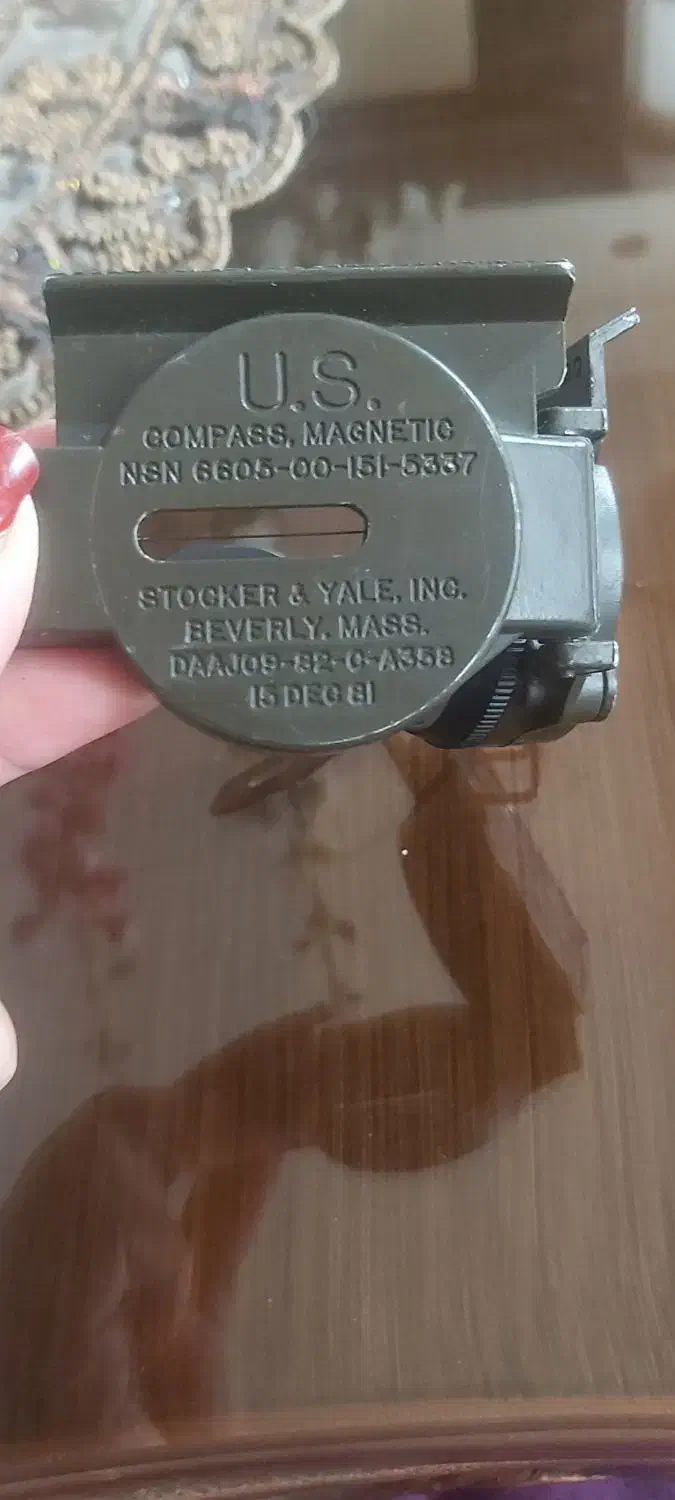 U.S.
COMPASS, MAGNETIC
NSN 6605-00-151-5337
STOCKER & YALE, INC.
BEVERLY, MASS.
DAAJ09-82-C-A358
15 DEC 81